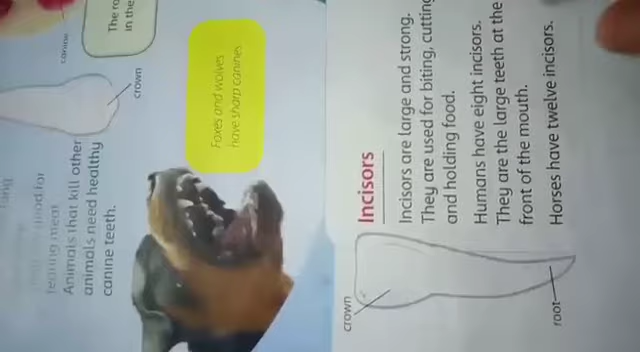 canine
The ro
in the
crown
tearing meat.
Animals that kill other
animals need healthy
canine teeth.
Foxes and wolves
have sharp canines
Incisors
Incisors are large and strong.
They are used for biting, cutting
and holding food.
Humans have eight incisors.
They are the large teeth at the
front of the mouth.
Horses have twelve incisors.
crown
root